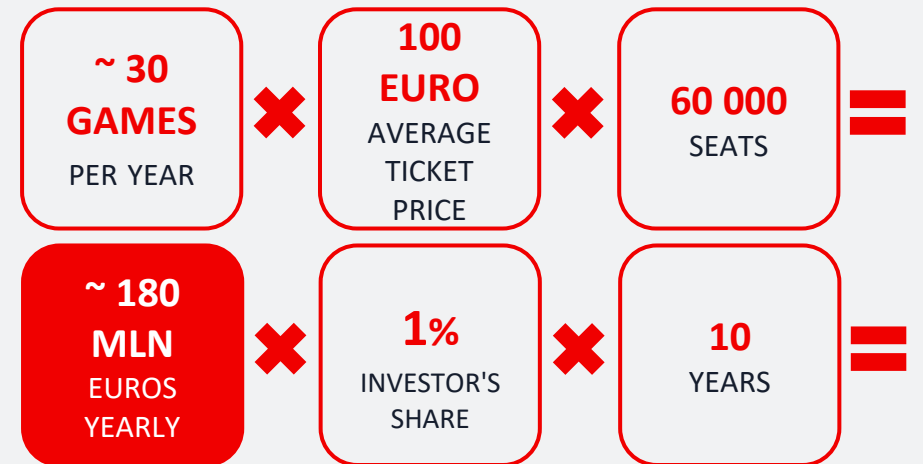 ~ 30
GAMES
PER YEAR
100
EURO
AVERAGE
TICKET
PRICE
60 000
SEATS
~ 180
MLN
EUROS
YEARLY
1%
INVESTOR'S
SHARE
10
YEARS